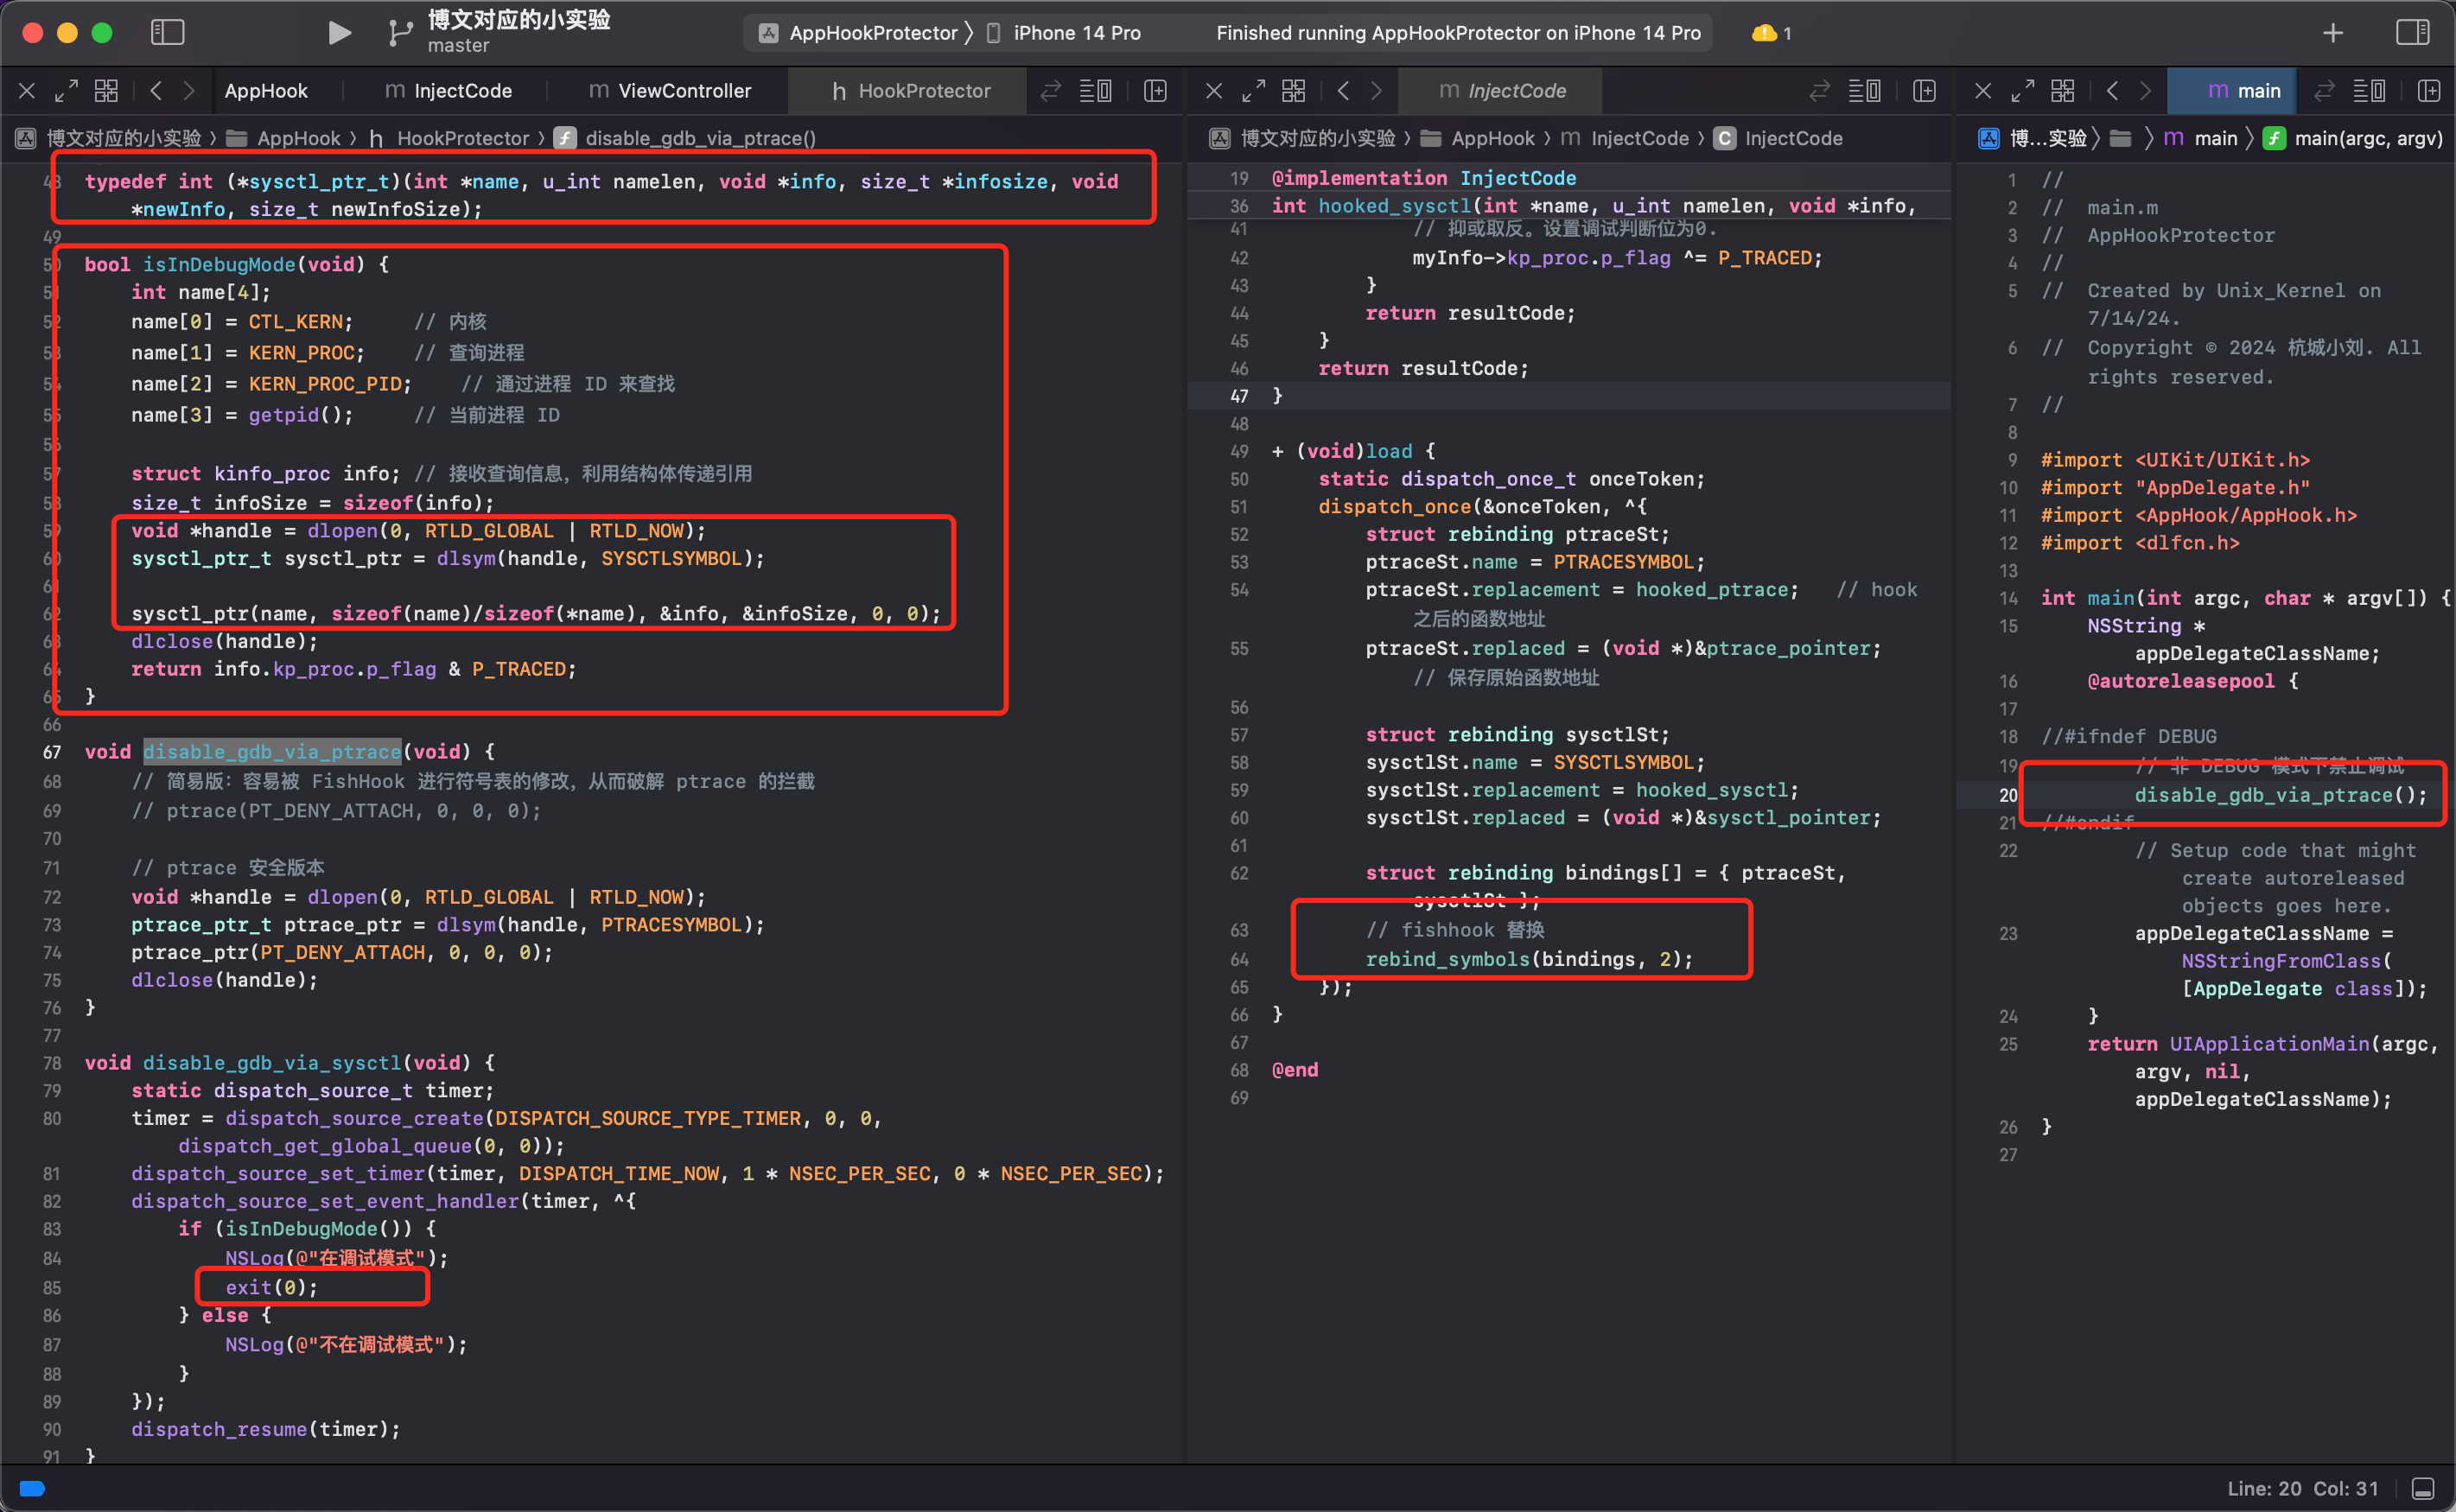 博文对应的小实验
master
AppHookProtector 〉 iPhone 14 Pro
Finished running AppHookProtector on iPhone 14 Pro
1
AppHook
m InjectCode
m ViewController
h HookProtector
博文对应的小实验 〉 AppHook 〉 h HookProtector 〉 f disable_gdb_via_ptrace()
48 typedef int (*sysctl_ptr_t)(int *name, u_int namelen, void *info, size_t *infosize, void
*newInfo, size_t newInfoSize);
49
50 bool isInDebugMode(void) {
51 int name[4];
52 name[0] = CTL_KERN; // 内核
53 name[1] = KERN_PROC; // 查询进程
54 name[2] = KERN_PROC_PID; // 通过进程 ID 来查找
55 name[3] = getpid(); // 当前进程 ID
56
57 struct kinfo_proc info; // 接收查询信息，利用结构体传递引用
58 size_t infoSize = sizeof(info);
59 void *handle = dlopen(0, RTLD_GLOBAL | RTLD_NOW);
60 sysctl_ptr_t sysctl_ptr = dlsym(handle, SYSCTLSYMBOL);
61
62 sysctl_ptr(name, sizeof(name)/sizeof(*name), &info, &infoSize, 0, 0);
63 dlclose(handle);
64 return info.kp_proc.p_flag & P_TRACED;
65 }
66
67 void disable_gdb_via_ptrace(void) {
68 // 简易版：容易被 FishHook 进行符号表的修改，从而破解 ptrace 的拦截
69 // ptrace(PT_DENY_ATTACH, 0, 0, 0);
70
71 // ptrace 安全版本
72 void *handle = dlopen(0, RTLD_GLOBAL | RTLD_NOW);
73 ptrace_ptr_t ptrace_ptr = dlsym(handle, PTRACESYMBOL);
74 ptrace_ptr(PT_DENY_ATTACH, 0, 0, 0);
75 dlclose(handle);
76 }
77
78 void disable_gdb_via_sysctl(void) {
79 static dispatch_source_t timer;
80 timer = dispatch_source_create(DISPATCH_SOURCE_TYPE_TIMER, 0, 0,
dispatch_get_global_queue(0, 0));
81 dispatch_source_set_timer(timer, DISPATCH_TIME_NOW, 1 * NSEC_PER_SEC, 0 * NSEC_PER_SEC);
82 dispatch_source_set_event_handler(timer, ^{
83 if (isInDebugMode()) {
84 NSLog(@"在调试模式");
85 exit(0);
86 } else {
87 NSLog(@"不在调试模式");
88 }
89 });
90 dispatch_resume(timer);
91 }
m InjectCode
博文对应的小实验 〉 AppHook 〉 m InjectCode 〉 C InjectCode
19 @implementation InjectCode
36 int hooked_sysctl(int *name, u_int namelen, void *info,
41 // 抑或取反。设置调试判断位为0.
42 myInfo->kp_proc.p_flag ^= P_TRACED;
43 }
44 return resultCode;
45 }
46 return resultCode;
47 }
48
49 + (void)load {
50 static dispatch_once_t onceToken;
51 dispatch_once(&onceToken, ^{
52 struct rebinding ptraceSt;
53 ptraceSt.name = PTRACESYMBOL;
54 ptraceSt.replacement = hooked_ptrace; // hook
之后的函数地址
55 ptraceSt.replaced = (void *)&ptrace_pointer;
// 保存原始函数地址
56
57 struct rebinding sysctlSt;
58 sysctlSt.name = SYSCTLSYMBOL;
59 sysctlSt.replacement = hooked_sysctl;
60 sysctlSt.replaced = (void *)&sysctl_pointer;
61
62 struct rebinding bindings[] = { ptraceSt,
sysctlSt };
63 // fishhook 替换
64 rebind_symbols(bindings, 2);
65 });
66 }
67
68 @end
69
m main
博...实验 〉 〉 m main 〉 f main(argc, argv)
1 //
2 // main.m
3 // AppHookProtector
4 //
5 // Created by Unix_Kernel on
7/14/24.
6 // Copyright © 2024 杭城小刘. All
rights reserved.
7 //
8
9 #import <UIKit/UIKit.h>
10 #import "AppDelegate.h"
11 #import <AppHook/AppHook.h>
12 #import <dlfcn.h>
13
14 int main(int argc, char * argv[]) {
15 NSString *
appDelegateClassName;
16 @autoreleasepool {
17
18 //#ifndef DEBUG
19 // 非 DEBUG 模式下禁止调试
20 disable_gdb_via_ptrace();
21 //#endif
22 // Setup code that might
create autoreleased
objects goes here.
23 appDelegateClassName =
NSStringFromClass(
[AppDelegate class]);
24 }
25 return UIApplicationMain(argc,
argv, nil,
appDelegateClassName);
26 }
27
Line: 20 Col: 31